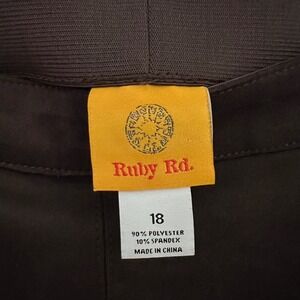 Ruby Rd.
18
90% POLYESTER
10% SPANDEX
MADE IN CHINA